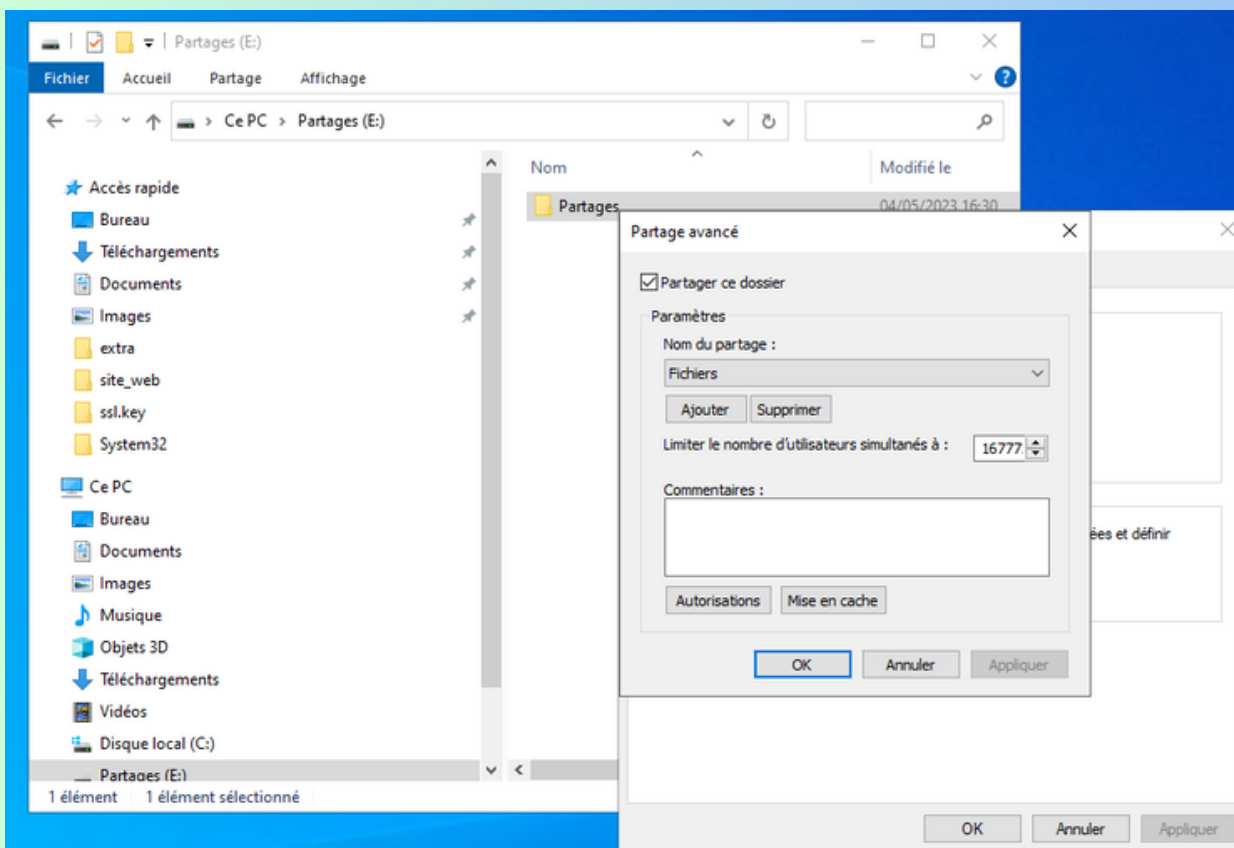 Partages (E:)
Fichier Accueil Partage Affichage
Ce PC > Partages (E:)
Nom Modifié le
Partages 04/05/2023 16:30
Accès rapide
Bureau
Téléchargements
Documents
Images
extra
site_web
ssl.key
System32
Ce PC
Bureau
Documents
Images
Musique
Objets 3D
Téléchargements
Vidéos
Disque local (C:)
Partages (E:)
1 élément 1 élément sélectionné
Partage avancé
Partager ce dossier
Paramètres
Nom du partage :
Fichiers
Ajouter Supprimer
Limiter le nombre d'utilisateurs simultanés à : 16777
Commentaires :
Autorisations Mise en cache
OK Annuler Appliquer
ées et définir
OK Annuler Appliquer